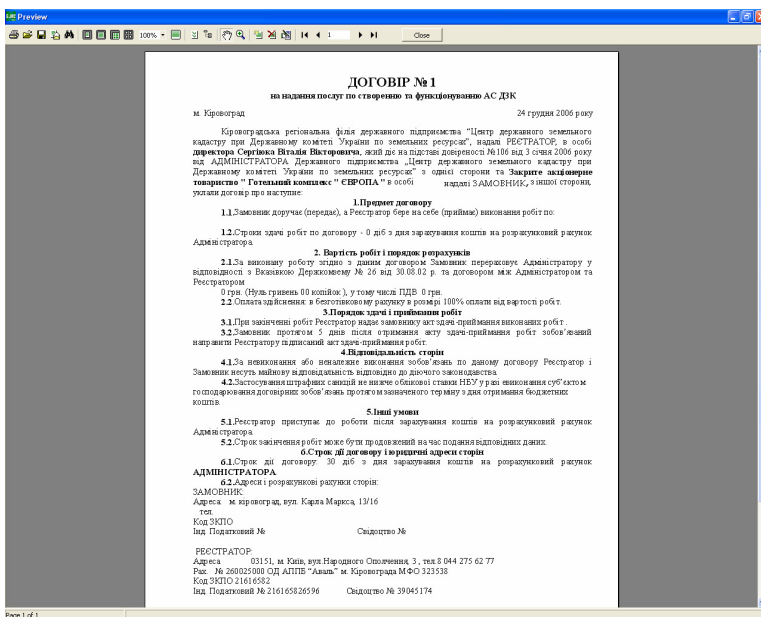 Preview
100%
1
Close
ДОГОВІР № 1
на надання послуг по створенню та функціонуванню АС ДЗК
м. Кіровоград 24 грудня 2006 року
Кіровоградська регіональна філія державного підприємства “Центр державного земельного
кадастру при Державному комітеті України по земельних ресурсах”, надалі РЕЄТРАТОР, в особі
директора Сергіюка Віталія Вікторовича, який діє на підставі довіреності № 106 від 3 січня 2006 року
від АДМІНІСТРАТОРА Державного підприємства „Центр державного земельного кадастру при
Державному комітеті України по земельних ресурсах” з однієї сторони та Закрите акціонерне
товариство " Готельний комплекс " ЄВРОПА " в особі надалі ЗАМОВНИК, з іншої сторони,
уклали договір про наступне:
1.Предмет договору
1.1.Замовник доручає (передає), а Реєстратор бере на себе (приймає) виконання робіт по:
1.2.Строки здачі робіт по договору - 0 діб з дня зарахування коштів на розрахунковий рахунок
Адміністратора.
2. Вартість робіт і порядок розрахунків
2.1.За виконану роботу згідно з даним договором Замовник перераховує Адміністратору у
відповідності з Вказівкою Держкомзему № 26 від 30.08.02 р. та договором між Адміністратором та
Реєстратором
0 грн. (Нуль гривень 00 копійок ), у тому числі ПДВ 0 грн.
2.2.Оплата здійснення: в безготівковому рахунку в розмірі 100% оплати від вартості робіт.
3.Порядок здачі і приймання робіт
3.1.При закінченні робіт Реєстратор надає замовнику акт здачі-приймання виконаних робіт .
3.2.Замовник протягом 5 днів після отримання акту здачі-приймання робіт зобов’язаний
направити Реєстратору підписаний акт здачі-приймання робіт.
4.Відповідальність сторін
4.1.За невиконання або неналежне виконання зобов’язань по даному договору Реєстратор і
Замовник несуть майнову відповідальність відповідно до діючого законодавства.
4.2.Застосування штрафних санкцій не нижче облікової ставки НБУ у разі евиконання суб’єктом
господарювання договірних зобов’язань протягом зазначеного терміну з дня отримання бюджетних
коштів.
5.Інші умови
5.1.Реєстратор приступає до роботи після зарахування коштів на розрахунковий рахунок
Адміністратора.
5.2.Строк закінчення робіт може бути продовжений на час подання відповідних даних.
6.Строк дії договору і юридичні адреси сторін
6.1.Строк дії договору: 30 діб з дня зарахування коштів на розрахунковий рахунок
АДМІНІСТРАТОРА.
6.2.Адреси і розрахункові рахунки сторін:
ЗАМОВНИК:
Адреса: м. кіровоград, вул. Карла Маркса, 13/16
тел.
Код ЗКПО
Інд. Податковий № Свідоцтво №
РЕЄСТРАТОР:
Адреса 03151, м. Київ, вул.Народного Ополчення, 3 , тел.8 044 275 62 77
Рах. № 260025000 ОД АППБ “Аваль” м. Кіровограда МФО 323538
Код ЗКПО 21616582
Інд. Податковий № 216165826596 Свідоцтво № 39045174
Page 1 of 1